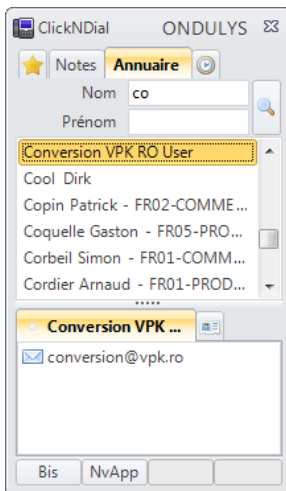 ClickNDial ONDULYS
Notes Annuaire
Nom co
Prénom
Conversion VPK RO User
Cool Dirk
Copin Patrick - FR02-COMME...
Coquelle Gaston - FR05-PRO...
Corbeil Simon - FR01-COMM...
Cordier Arnaud - FR01-PROD...
Conversion VPK ...
conversion@vpk.ro
Bis NvApp